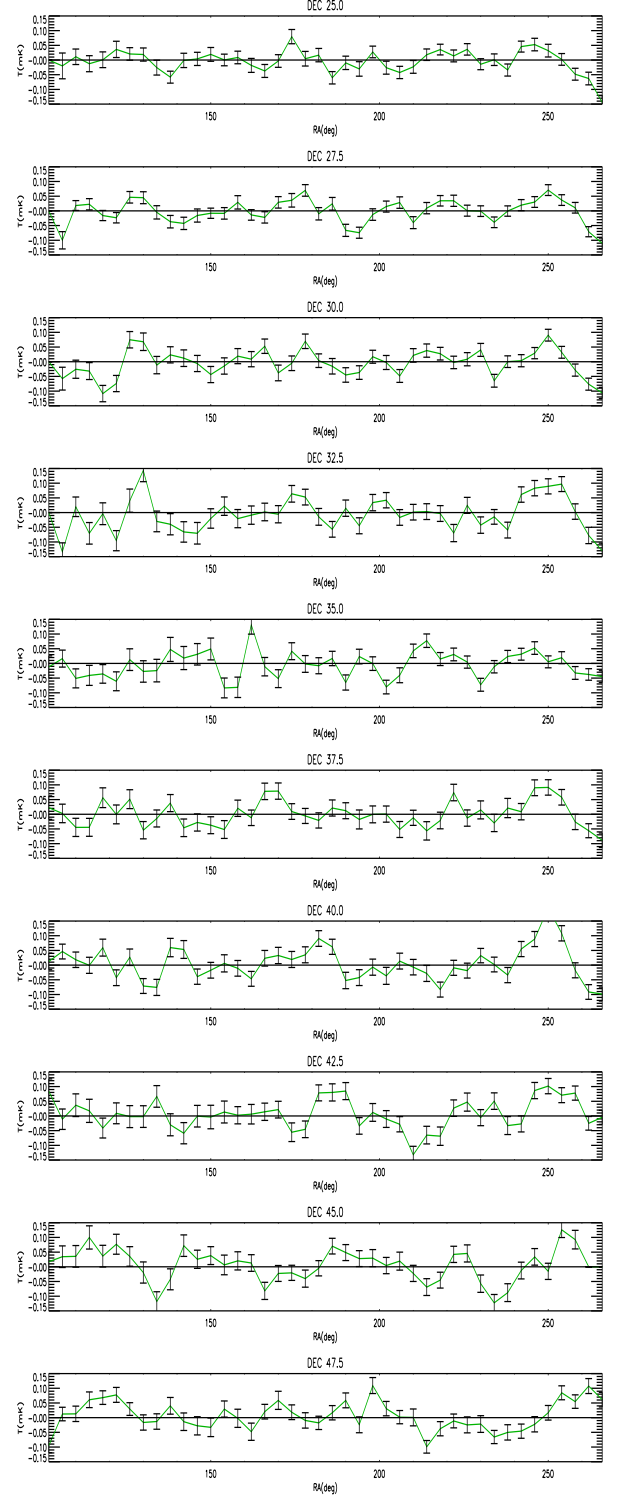 DEC 25.0
0.15
0.10
0.05
-0.00
-0.05
-0.10
-0.15
T(mK)
150 200 250
RA(deg)
DEC 27.5
0.15
0.10
0.05
-0.00
-0.05
-0.10
-0.15
T(mK)
150 200 250
RA(deg)
DEC 30.0
0.15
0.10
0.05
-0.00
-0.05
-0.10
-0.15
T(mK)
150 200 250
RA(deg)
DEC 32.5
0.15
0.10
0.05
-0.00
-0.05
-0.10
-0.15
T(mK)
150 200 250
RA(deg)
DEC 35.0
0.15
0.10
0.05
-0.00
-0.05
-0.10
-0.15
T(mK)
150 200 250
RA(deg)
DEC 37.5
0.15
0.10
0.05
-0.00
-0.05
-0.10
-0.15
T(mK)
150 200 250
RA(deg)
DEC 40.0
0.15
0.10
0.05
-0.00
-0.05
-0.10
-0.15
T(mK)
150 200 250
RA(deg)
DEC 42.5
0.15
0.10
0.05
-0.00
-0.05
-0.10
-0.15
T(mK)
150 200 250
RA(deg)
DEC 45.0
0.15
0.10
0.05
-0.00
-0.05
-0.10
-0.15
T(mK)
150 200 250
RA(deg)
DEC 47.5
0.15
0.10
0.05
-0.00
-0.05
-0.10
-0.15
T(mK)
150 200 250
RA(deg)